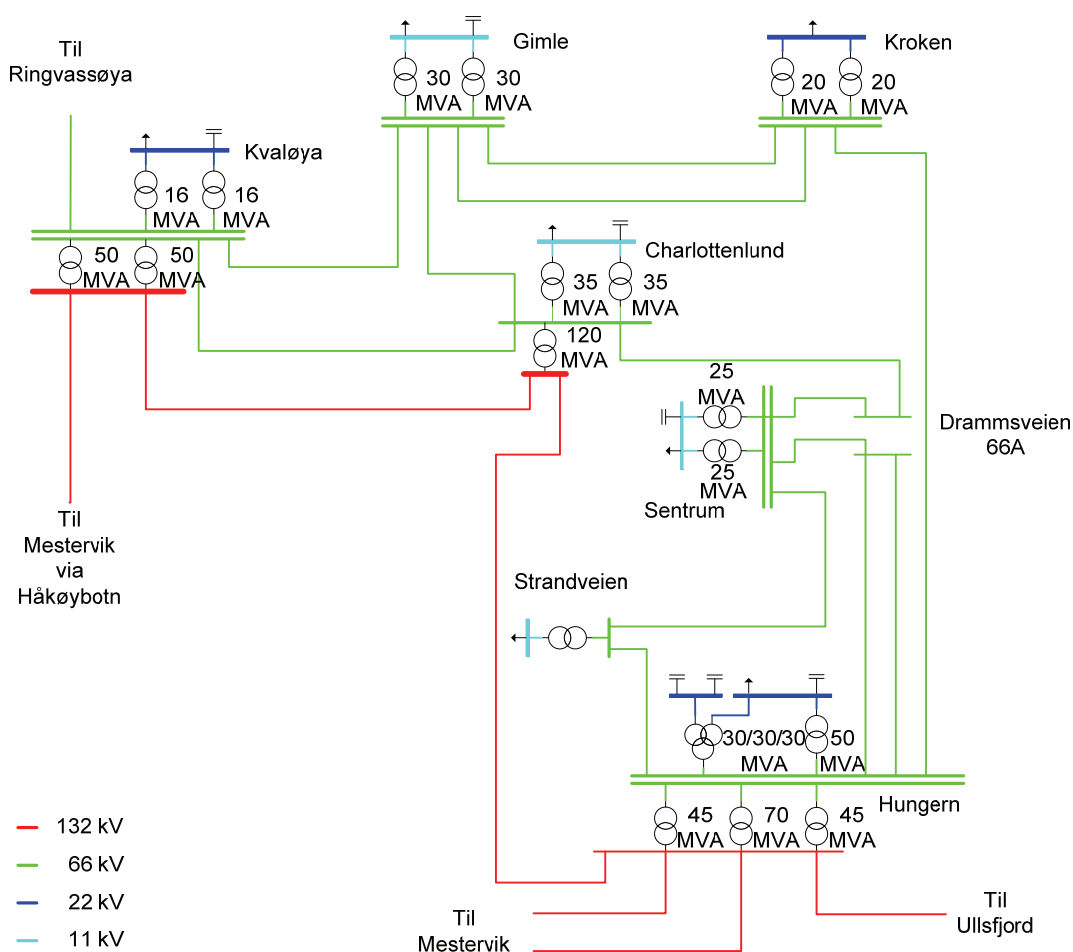 Til
Ringvassøya
Gimle
30
MVA
30
MVA
Kroken
20
MVA
20
MVA
Kvaløya
16
MVA
16
MVA
50
MVA
50
MVA
Charlottenlund
35
MVA
35
MVA
120
MVA
25
MVA
25
MVA
Sentrum
Drammsveien
66A
Til
Mestervik
via
Håkøybotn
Strandveien
30/30/30
MVA
50
MVA
Hungern
45
MVA
70
MVA
45
MVA
132 kV
66 kV
22 kV
11 kV
Til
Mestervik
Til
Ullsfjord